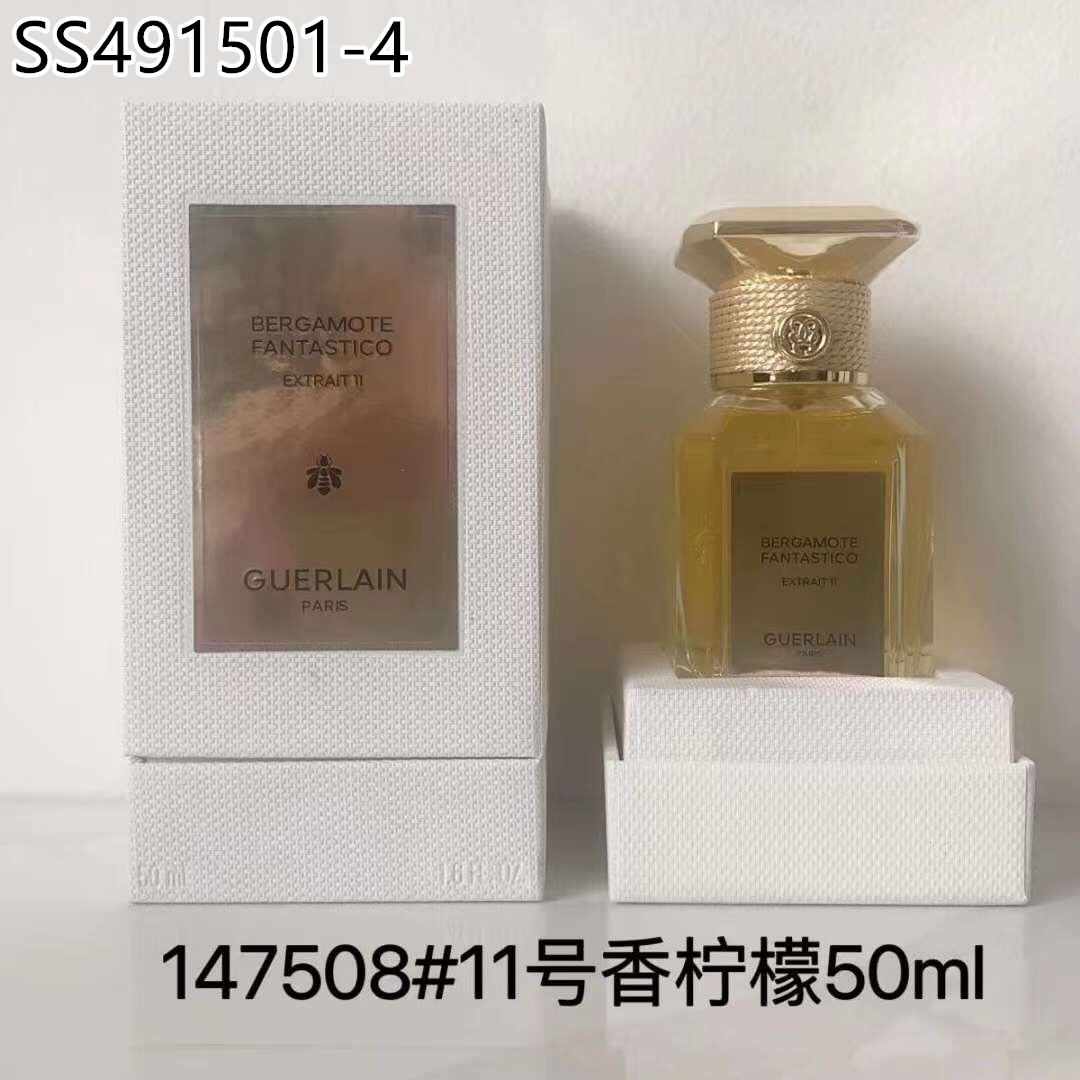 SS491501-4
BERGAMOTE
FANTASTICO
EXTRAIT 11
GUERLAIN
PARIS
50 ml
1.6 Fl. OZ.
BERGAMOTE
FANTASTICO
EXTRAIT 11
GUERLAIN
PARIS
147508#11号香柠檬50ml